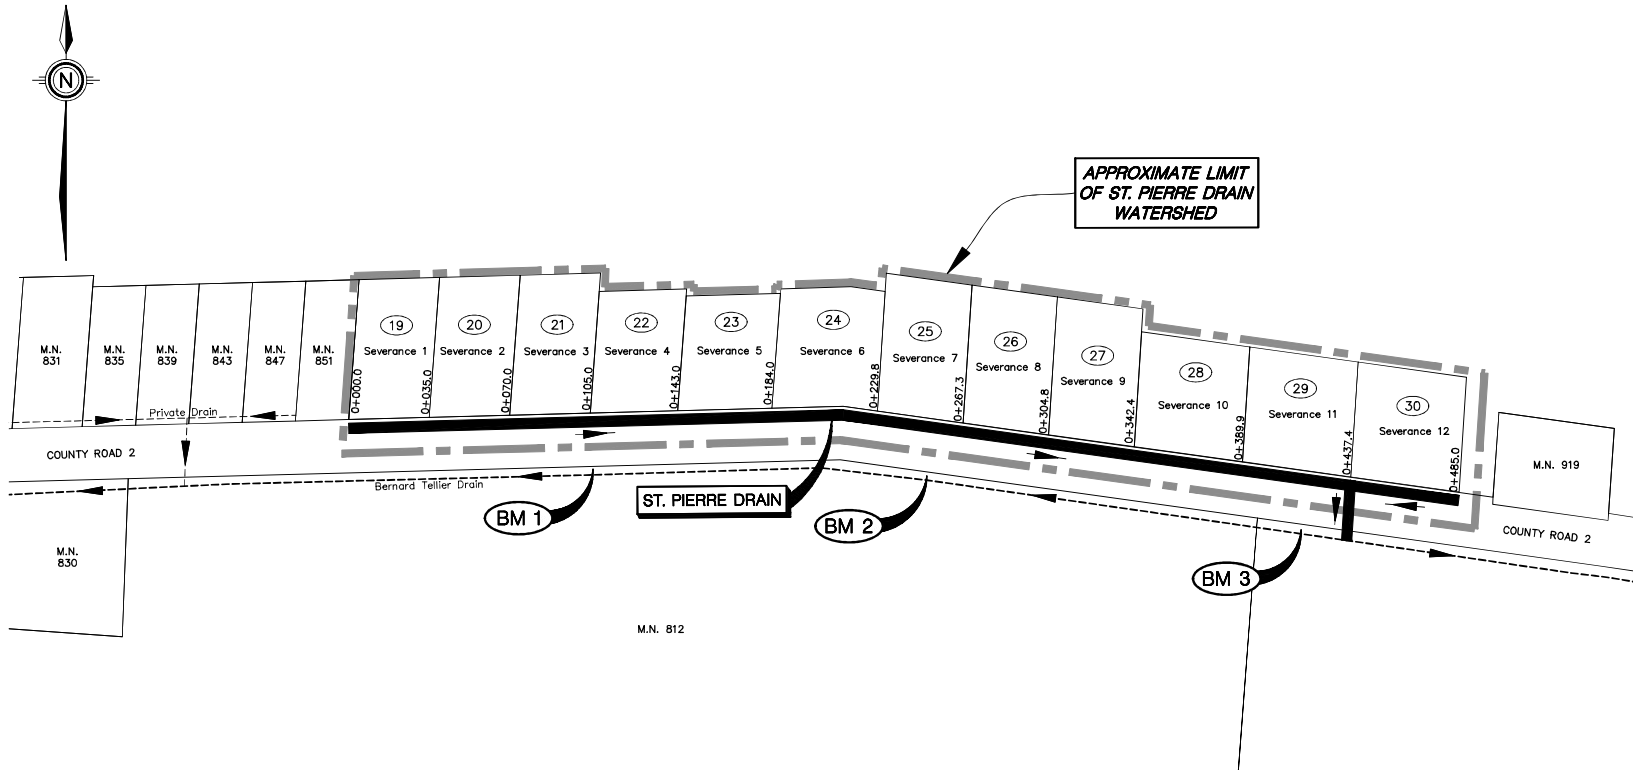 N
APPROXIMATE LIMIT
OF ST. PIERRE DRAIN
WATERSHED
M.N.
831
M.N.
835
M.N.
839
M.N.
843
M.N.
847
M.N.
851
19
Severance 1
20
Severance 2
21
Severance 3
22
Severance 4
23
Severance 5
24
Severance 6
25
Severance 7
26
Severance 8
27
Severance 9
28
Severance 10
29
Severance 11
30
Severance 12
0+000.0
0+035.0
0+070.0
0+105.0
0+143.0
0+184.0
0+229.8
0+267.3
0+304.8
0+342.4
0+389.9
0+437.4
0+485.0
Private Drain
COUNTY ROAD 2
Bernard Tellier Drain
BM 1
ST. PIERRE DRAIN
BM 2
BM 3
M.N. 919
COUNTY ROAD 2
M.N.
830
M.N. 812